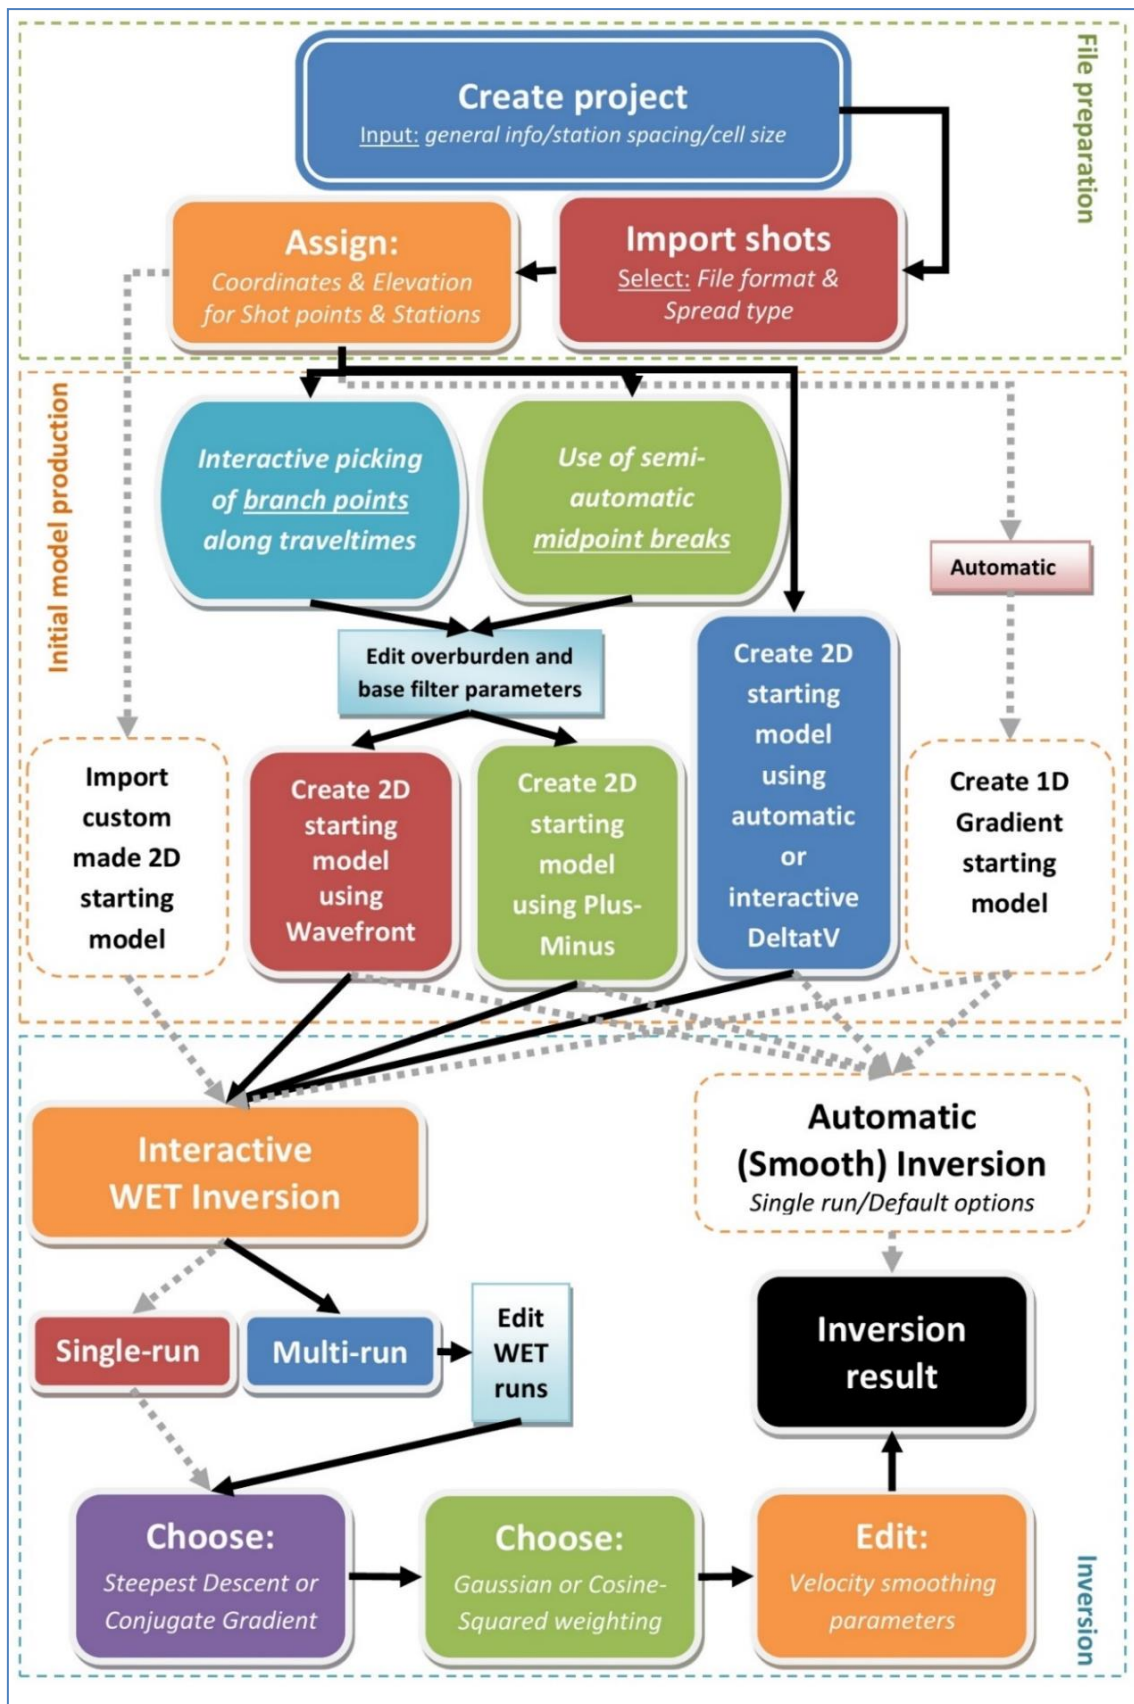 File preparation
Create project
Input: general info/station spacing/cell size
Assign:
Coordinates & Elevation
for Shot points & Stations
Import shots
Select: File format &
Spread type
Initial model production
Interactive picking
of branch points
along traveltimes
Use of semi-
automatic
midpoint breaks
Automatic
Edit overburden and
base filter parameters
Import
custom
made 2D
starting
model
Create 2D
starting
model
using
Wavefront
Create 2D
starting
model
using Plus-
Minus
Create 2D
starting
model
using
automatic
or
interactive
DeltatV
Create 1D
Gradient
starting
model
Interactive
WET Inversion
Automatic
(Smooth) Inversion
Single run/Default options
Single-run
Multi-run
Edit
WET
runs
Inversion
result
Choose:
Steepest Descent or
Conjugate Gradient
Choose:
Gaussian or Cosine-
Squared weighting
Edit:
Velocity smoothing
parameters
Inversion